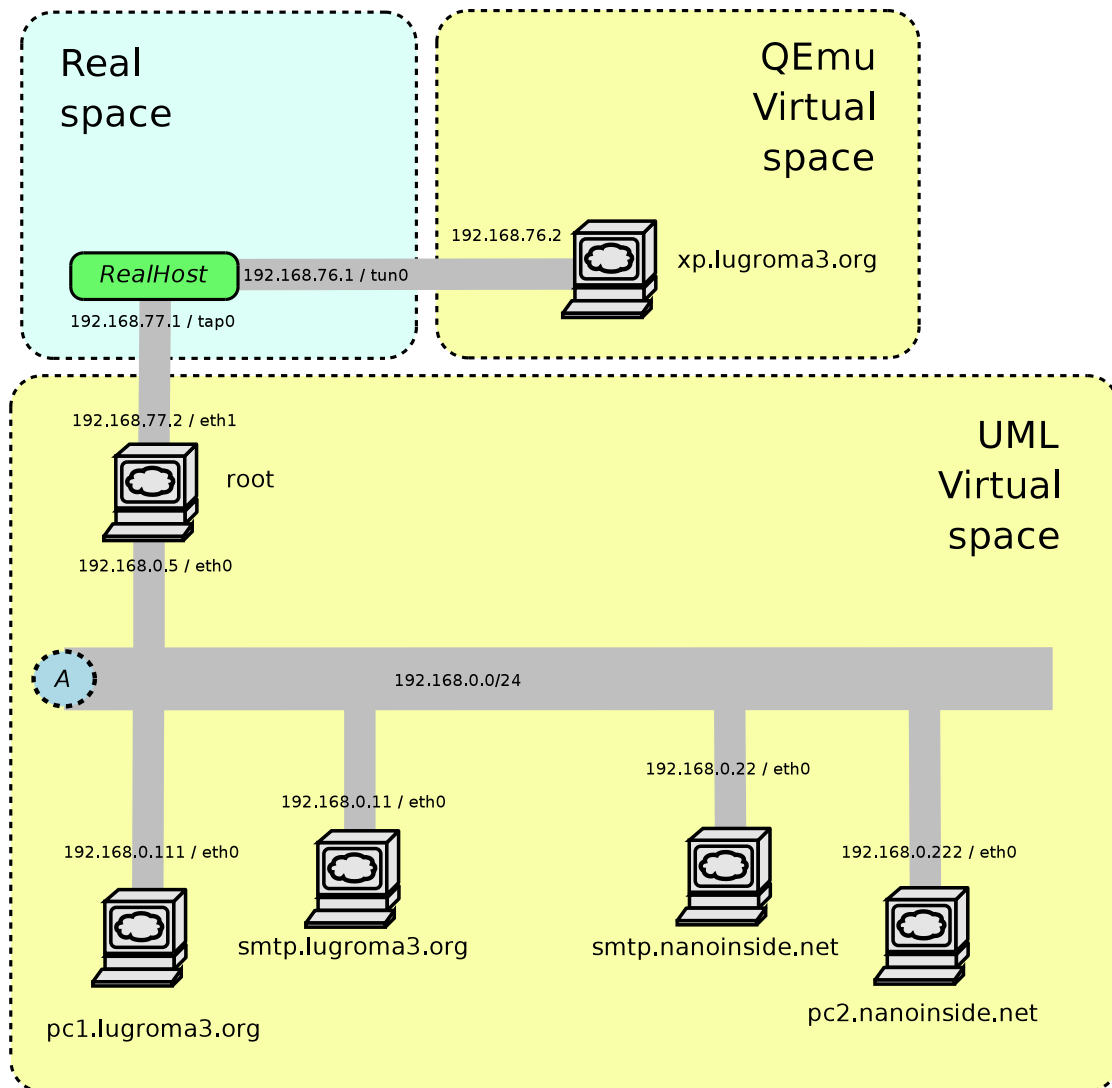 Real
space
QEmu
Virtual
space
192.168.76.2
xp.lugroma3.org
RealHost
192.168.76.1 / tun0
192.168.77.1 / tap0
192.168.77.2 / eth1
UML
Virtual
space
root
192.168.0.5 / eth0
A
192.168.0.0/24
192.168.0.22 / eth0
192.168.0.11 / eth0
192.168.0.111 / eth0
192.168.0.222 / eth0
smtp.lugroma3.org
smtp.nanoinside.net
pc1.lugroma3.org
pc2.nanoinside.net